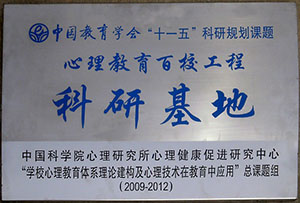 中国教育学会“十一五”科研规划课题
心理教育百校工程
科研基地
中国科学院心理研究所心理健康促进研究中心
“学校心理教育体系理论建构及心理技术在教育中应用”总课题组
(2009-2012)